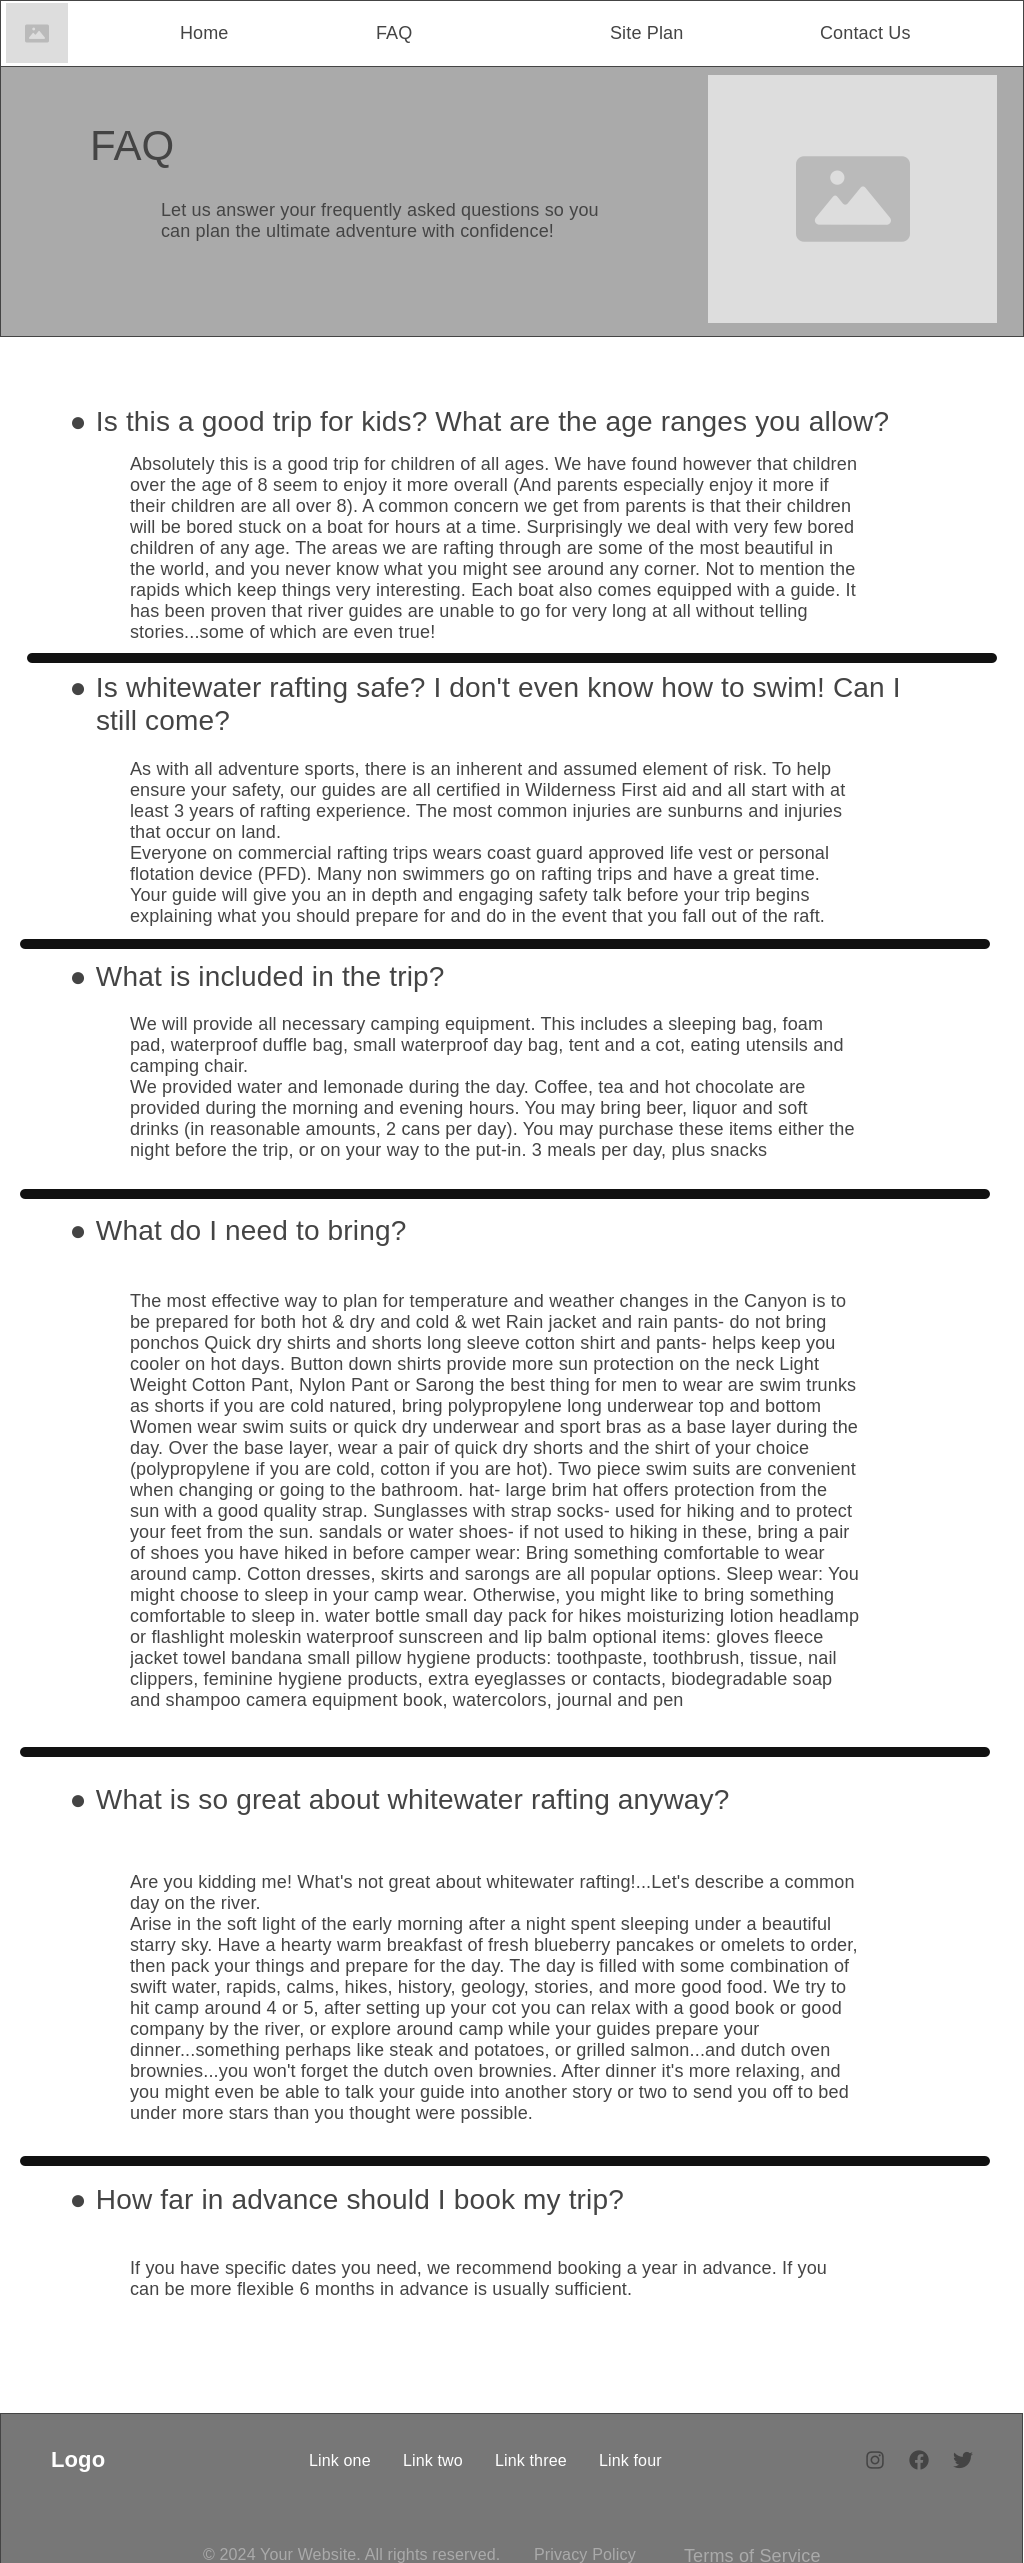 Home FAQ Site Plan Contact Us
FAQ
Let us answer your frequently asked questions so you
can plan the ultimate adventure with confidence!
Is this a good trip for kids? What are the age ranges you allow?
Absolutely this is a good trip for children of all ages. We have found however that children
over the age of 8 seem to enjoy it more overall (And parents especially enjoy it more if
their children are all over 8). A common concern we get from parents is that their children
will be bored stuck on a boat for hours at a time. Surprisingly we deal with very few bored
children of any age. The areas we are rafting through are some of the most beautiful in
the world, and you never know what you might see around any corner. Not to mention the
rapids which keep things very interesting. Each boat also comes equipped with a guide. It
has been proven that river guides are unable to go for very long at all without telling
stories...some of which are even true!
Is whitewater rafting safe? I don't even know how to swim! Can I
still come?
As with all adventure sports, there is an inherent and assumed element of risk. To help
ensure your safety, our guides are all certified in Wilderness First aid and all start with at
least 3 years of rafting experience. The most common injuries are sunburns and injuries
that occur on land.
Everyone on commercial rafting trips wears coast guard approved life vest or personal
flotation device (PFD). Many non swimmers go on rafting trips and have a great time.
Your guide will give you an in depth and engaging safety talk before your trip begins
explaining what you should prepare for and do in the event that you fall out of the raft.
What is included in the trip?
We will provide all necessary camping equipment. This includes a sleeping bag, foam
pad, waterproof duffle bag, small waterproof day bag, tent and a cot, eating utensils and
camping chair.
We provided water and lemonade during the day. Coffee, tea and hot chocolate are
provided during the morning and evening hours. You may bring beer, liquor and soft
drinks (in reasonable amounts, 2 cans per day). You may purchase these items either the
night before the trip, or on your way to the put-in. 3 meals per day, plus snacks
What do I need to bring?
The most effective way to plan for temperature and weather changes in the Canyon is to
be prepared for both hot & dry and cold & wet Rain jacket and rain pants- do not bring
ponchos Quick dry shirts and shorts long sleeve cotton shirt and pants- helps keep you
cooler on hot days. Button down shirts provide more sun protection on the neck Light
Weight Cotton Pant, Nylon Pant or Sarong the best thing for men to wear are swim trunks
as shorts if you are cold natured, bring polypropylene long underwear top and bottom
Women wear swim suits or quick dry underwear and sport bras as a base layer during the
day. Over the base layer, wear a pair of quick dry shorts and the shirt of your choice
(polypropylene if you are cold, cotton if you are hot). Two piece swim suits are convenient
when changing or going to the bathroom. hat- large brim hat offers protection from the
sun with a good quality strap. Sunglasses with strap socks- used for hiking and to protect
your feet from the sun. sandals or water shoes- if not used to hiking in these, bring a pair
of shoes you have hiked in before camper wear: Bring something comfortable to wear
around camp. Cotton dresses, skirts and sarongs are all popular options. Sleep wear: You
might choose to sleep in your camp wear. Otherwise, you might like to bring something
comfortable to sleep in. water bottle small day pack for hikes moisturizing lotion headlamp
or flashlight moleskin waterproof sunscreen and lip balm optional items: gloves fleece
jacket towel bandana small pillow hygiene products: toothpaste, toothbrush, tissue, nail
clippers, feminine hygiene products, extra eyeglasses or contacts, biodegradable soap
and shampoo camera equipment book, watercolors, journal and pen
What is so great about whitewater rafting anyway?
Are you kidding me! What's not great about whitewater rafting!...Let's describe a common
day on the river.
Arise in the soft light of the early morning after a night spent sleeping under a beautiful
starry sky. Have a hearty warm breakfast of fresh blueberry pancakes or omelets to order,
then pack your things and prepare for the day. The day is filled with some combination of
swift water, rapids, calms, hikes, history, geology, stories, and more good food. We try to
hit camp around 4 or 5, after setting up your cot you can relax with a good book or good
company by the river, or explore around camp while your guides prepare your
dinner...something perhaps like steak and potatoes, or grilled salmon...and dutch oven
brownies...you won't forget the dutch oven brownies. After dinner it's more relaxing, and
you might even be able to talk your guide into another story or two to send you off to bed
under more stars than you thought were possible.
How far in advance should I book my trip?
If you have specific dates you need, we recommend booking a year in advance. If you
can be more flexible 6 months in advance is usually sufficient.
Logo Link one Link two Link three Link four
© 2024 Your Website. All rights reserved. Privacy Policy Terms of Service